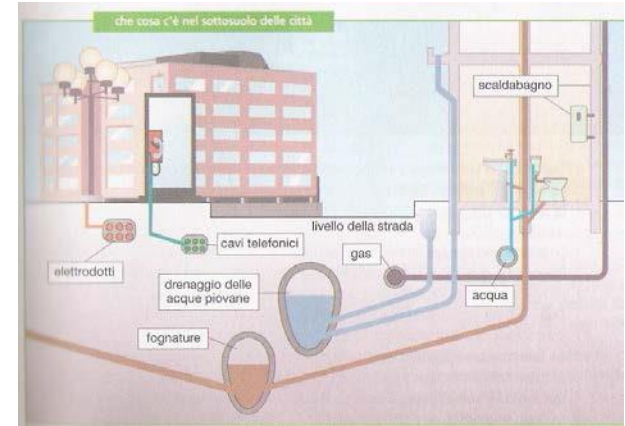 che cosa c'è nel sottosuolo delle città
scaldabagno
livello della strada
cavi telefonici
gas
elettrodotti
drenaggio delle
acque piovane
acqua
fognature